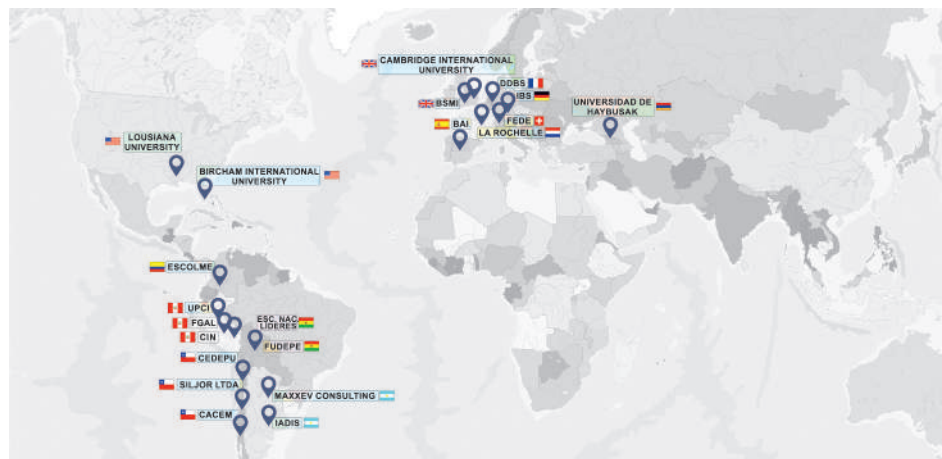 CAMBRIDGE INTERNATIONAL
UNIVERSITY
DDBS
IBS
BSMI
UNIVERSIDAD DE
HAYBUSAK
BAI
FEDE
LA ROCHELLE
LOUSIANA
UNIVERSITY
BIRCHAM INTERNATIONAL
UNIVERSITY
ESCOLME
UPCI
FGAL
ESC. NAC.
LIDERES
CIN
FUDEPE
CEDEPU
SILJOR LTDA
MAXXEV CONSULTING
CACEM
IADIS